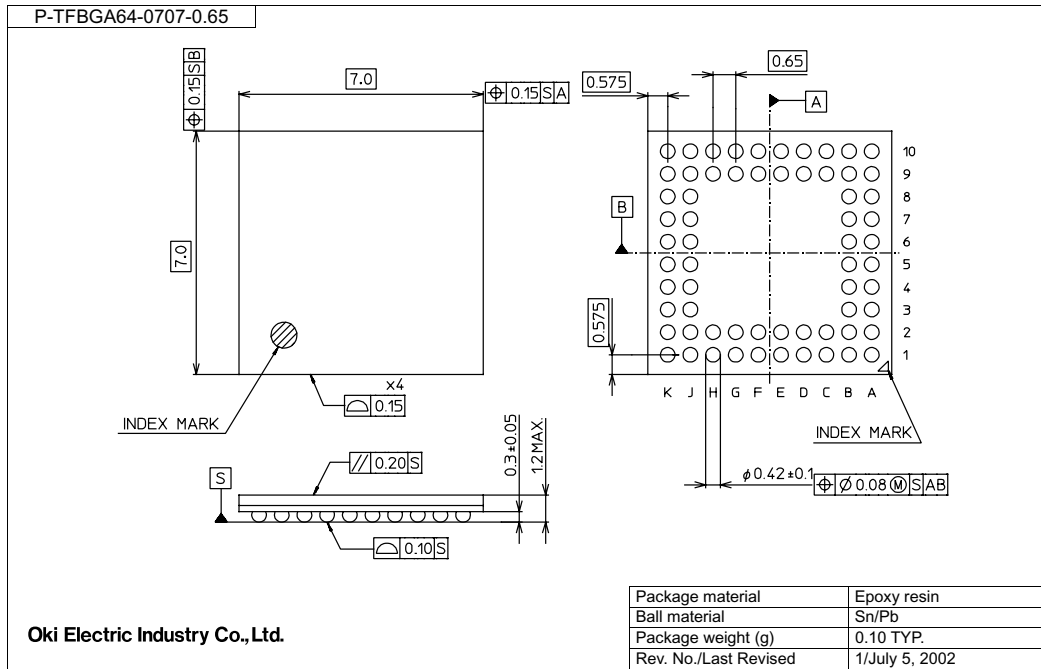 P-TFBGA64-0707-0.65
⌖ 0.15 S B
7.0
⌖ 0.15 S A
7.0
INDEX MARK
x4
⌓ 0.15
0.575
0.65
A
B
10
9
8
7
6
5
4
3
2
1
0.575
K J H G F E D C B A
INDEX MARK
ϕ0.42±0.1
⌖ ∅ 0.08 Ⓜ S AB
S
// 0.20 S
0.3±0.05
1.2MAX.
⌓ 0.10 S
Oki Electric Industry Co., Ltd.
Package material Epoxy resin
Ball material Sn/Pb
Package weight (g) 0.10 TYP.
Rev. No./Last Revised 1/July 5, 2002